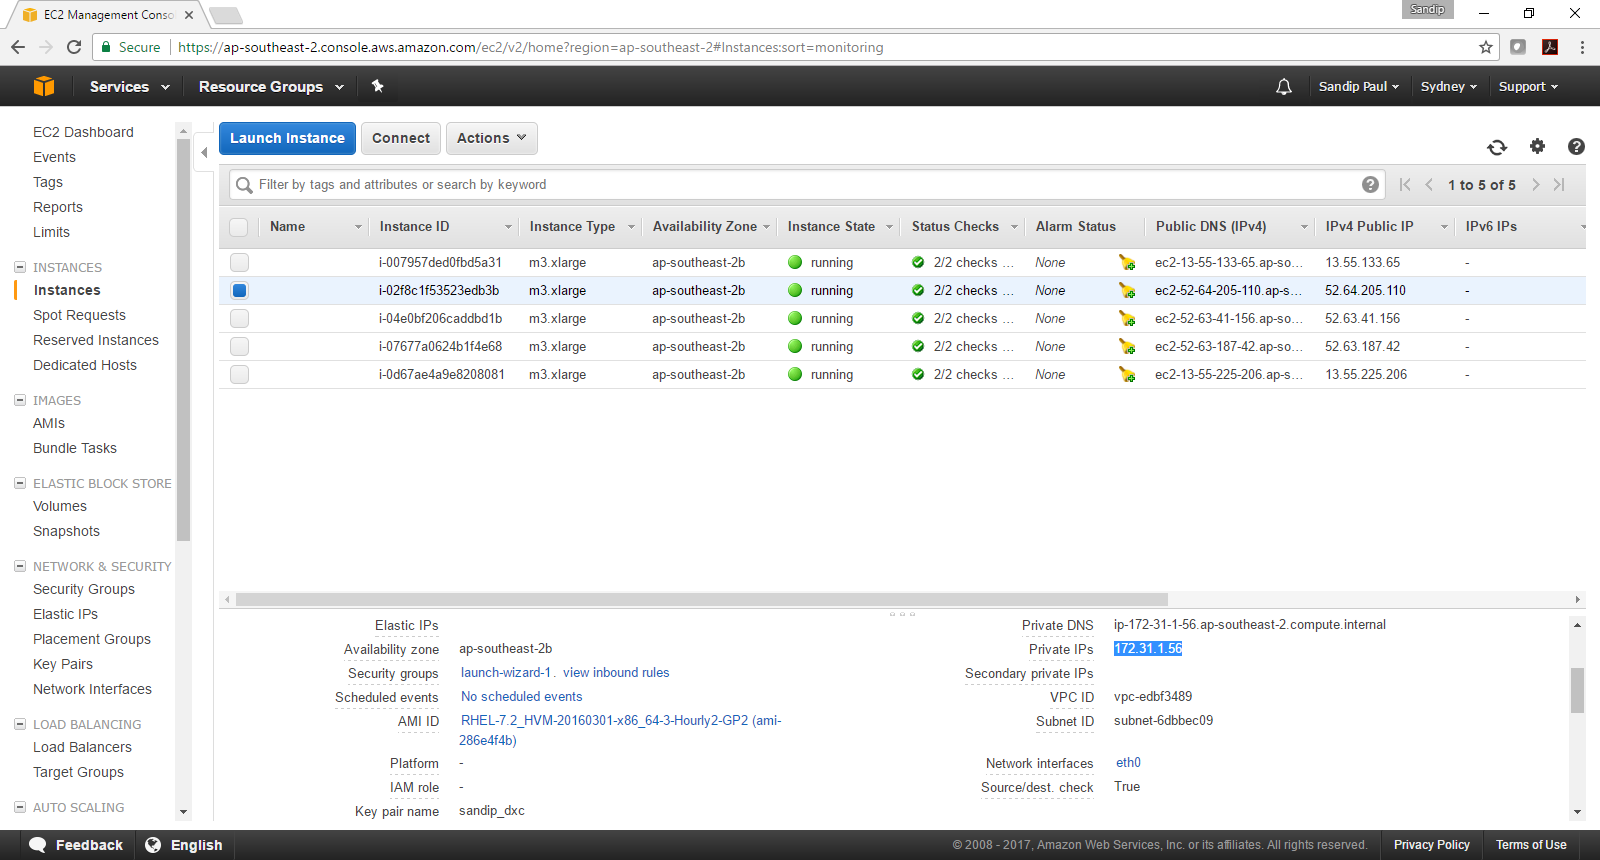 EC2 Management Conso
Sandip
Secure https://ap-southeast-2.console.aws.amazon.com/ec2/v2/home?region=ap-southeast-2#Instances:sort=monitoring
Services Resource Groups Sandip Paul Sydney Support
EC2 Dashboard
Events
Tags
Reports
Limits
INSTANCES
Instances
Spot Requests
Reserved Instances
Dedicated Hosts
IMAGES
AMIs
Bundle Tasks
ELASTIC BLOCK STORE
Volumes
Snapshots
NETWORK & SECURITY
Security Groups
Elastic IPs
Placement Groups
Key Pairs
Network Interfaces
LOAD BALANCING
Load Balancers
Target Groups
AUTO SCALING
Launch Instance Connect Actions
Filter by tags and attributes or search by keyword 1 to 5 of 5
Name Instance ID Instance Type Availability Zone Instance State Status Checks Alarm Status Public DNS (IPv4) IPv4 Public IP IPv6 IPs
i-007957ded0fbd5a31 m3.xlarge ap-southeast-2b running 2/2 checks ... None ec2-13-55-133-65.ap-so... 13.55.133.65 -
i-02f8c1f53523edb3b m3.xlarge ap-southeast-2b running 2/2 checks ... None ec2-52-64-205-110.ap-s... 52.64.205.110 -
i-04e0bf206caddbd1b m3.xlarge ap-southeast-2b running 2/2 checks ... None ec2-52-63-41-156.ap-so... 52.63.41.156 -
i-07677a0624b1f4e68 m3.xlarge ap-southeast-2b running 2/2 checks ... None ec2-52-63-187-42.ap-so... 52.63.187.42 -
i-0d67ae4a9e8208081 m3.xlarge ap-southeast-2b running 2/2 checks ... None ec2-13-55-225-206.ap-s... 13.55.225.206 -
Elastic IPs
Availability zone ap-southeast-2b
Security groups launch-wizard-1. view inbound rules
Scheduled events No scheduled events
AMI ID RHEL-7.2_HVM-20160301-x86_64-3-Hourly2-GP2 (ami-
286e4f4b)
Platform -
IAM role -
Key pair name sandip_dxc
Private DNS ip-172-31-1-56.ap-southeast-2.compute.internal
Private IPs 172.31.1.56
Secondary private IPs
VPC ID vpc-edbf3489
Subnet ID subnet-6dbbec09
Network interfaces eth0
Source/dest. check True
Feedback English © 2008 - 2017, Amazon Web Services, Inc. or its affiliates. All rights reserved. Privacy Policy Terms of Use